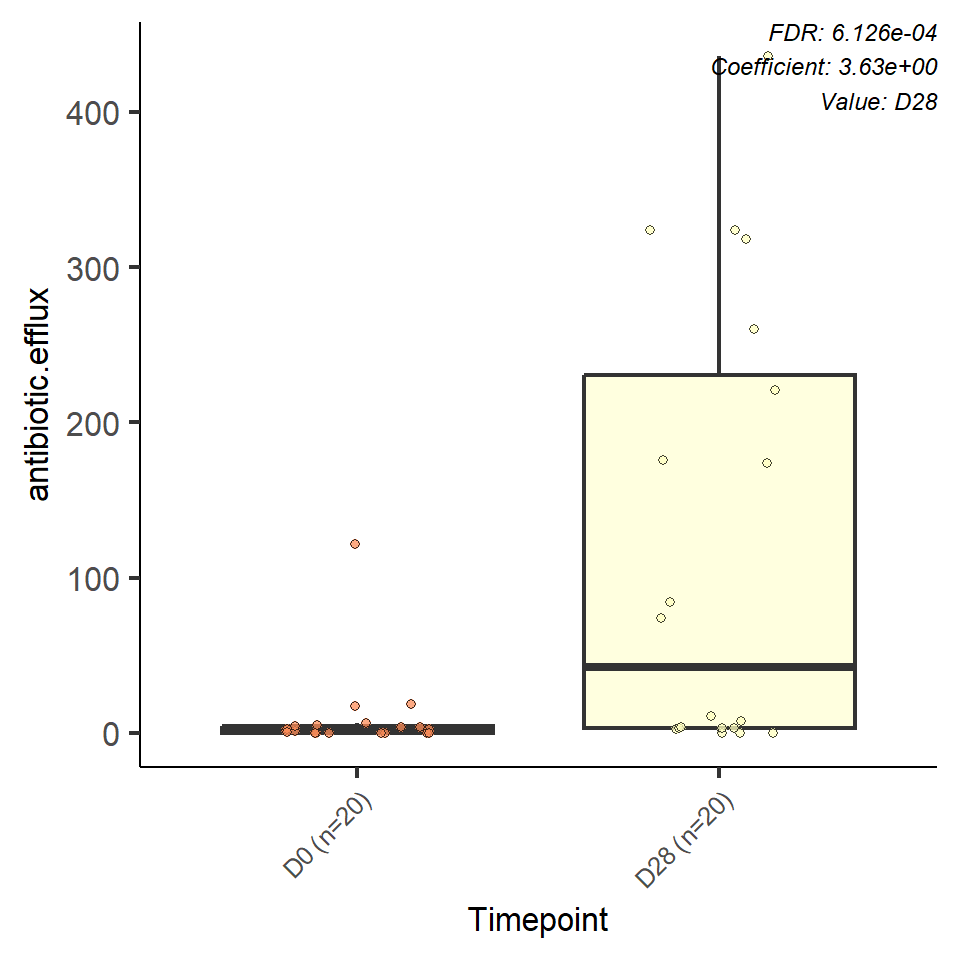 FDR: 6.126e-04
Coefficient: 3.63e+00
Value: D28
400
300
200
100
0
antibiotic.efflux
D0 (n=20)
D28 (n=20)
Timepoint